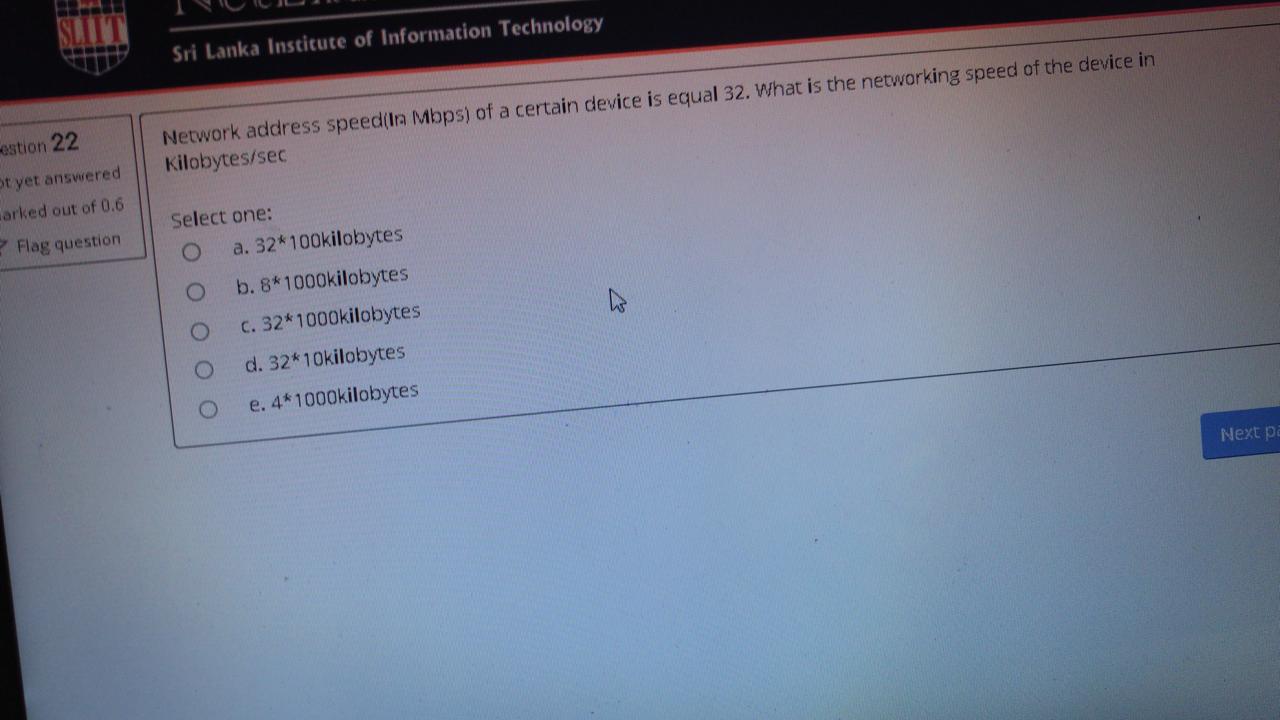 SLIIT
Sri Lanka Institute of Information Technology
estion 22
ot yet answered
arked out of 0.6
Flag question
Network address speed(In Mbps) of a certain device is equal 32. What is the networking speed of the device in
Kilobytes/sec
Select one:
a. 32*100kilobytes
b. 8*1000kilobytes
c. 32*1000kilobytes
d. 32*10kilobytes
e. 4*1000kilobytes
Next pa